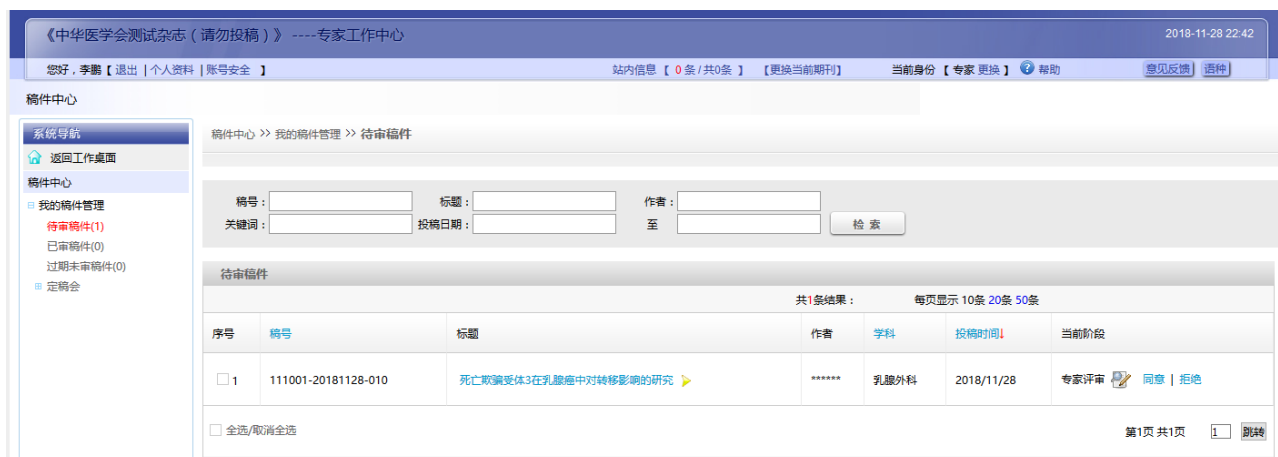 《中华医学会测试杂志（请勿投稿）》 ----专家工作中心 2018-11-28 22:42
您好，李鹏【 退出 | 个人资料 | 账号安全 】 站内信息 【 0 条 / 共0条 】 【更换当前期刊】 当前身份 【 专家 更换 】 帮助 意见反馈 语种
稿件中心
系统导航
稿件中心 >> 我的稿件管理 >> 待审稿件
返回工作桌面
稿件中心
我的稿件管理
待审稿件(1)
已审稿件(0)
过期未审稿件(0)
定稿会
稿号： 标题： 作者：
关键词： 投稿日期： 至 检 索
待审稿件
共1条结果： 每页显示 10条 20条 50条
序号 稿号 标题 作者 学科 投稿时间↓ 当前阶段
1 111001-20181128-010 死亡欺骗受体3在乳腺癌中对转移影响的研究 ****** 乳腺外科 2018/11/28 专家评审 同意 | 拒绝
全选/取消全选 第1页 共1页 1 跳转